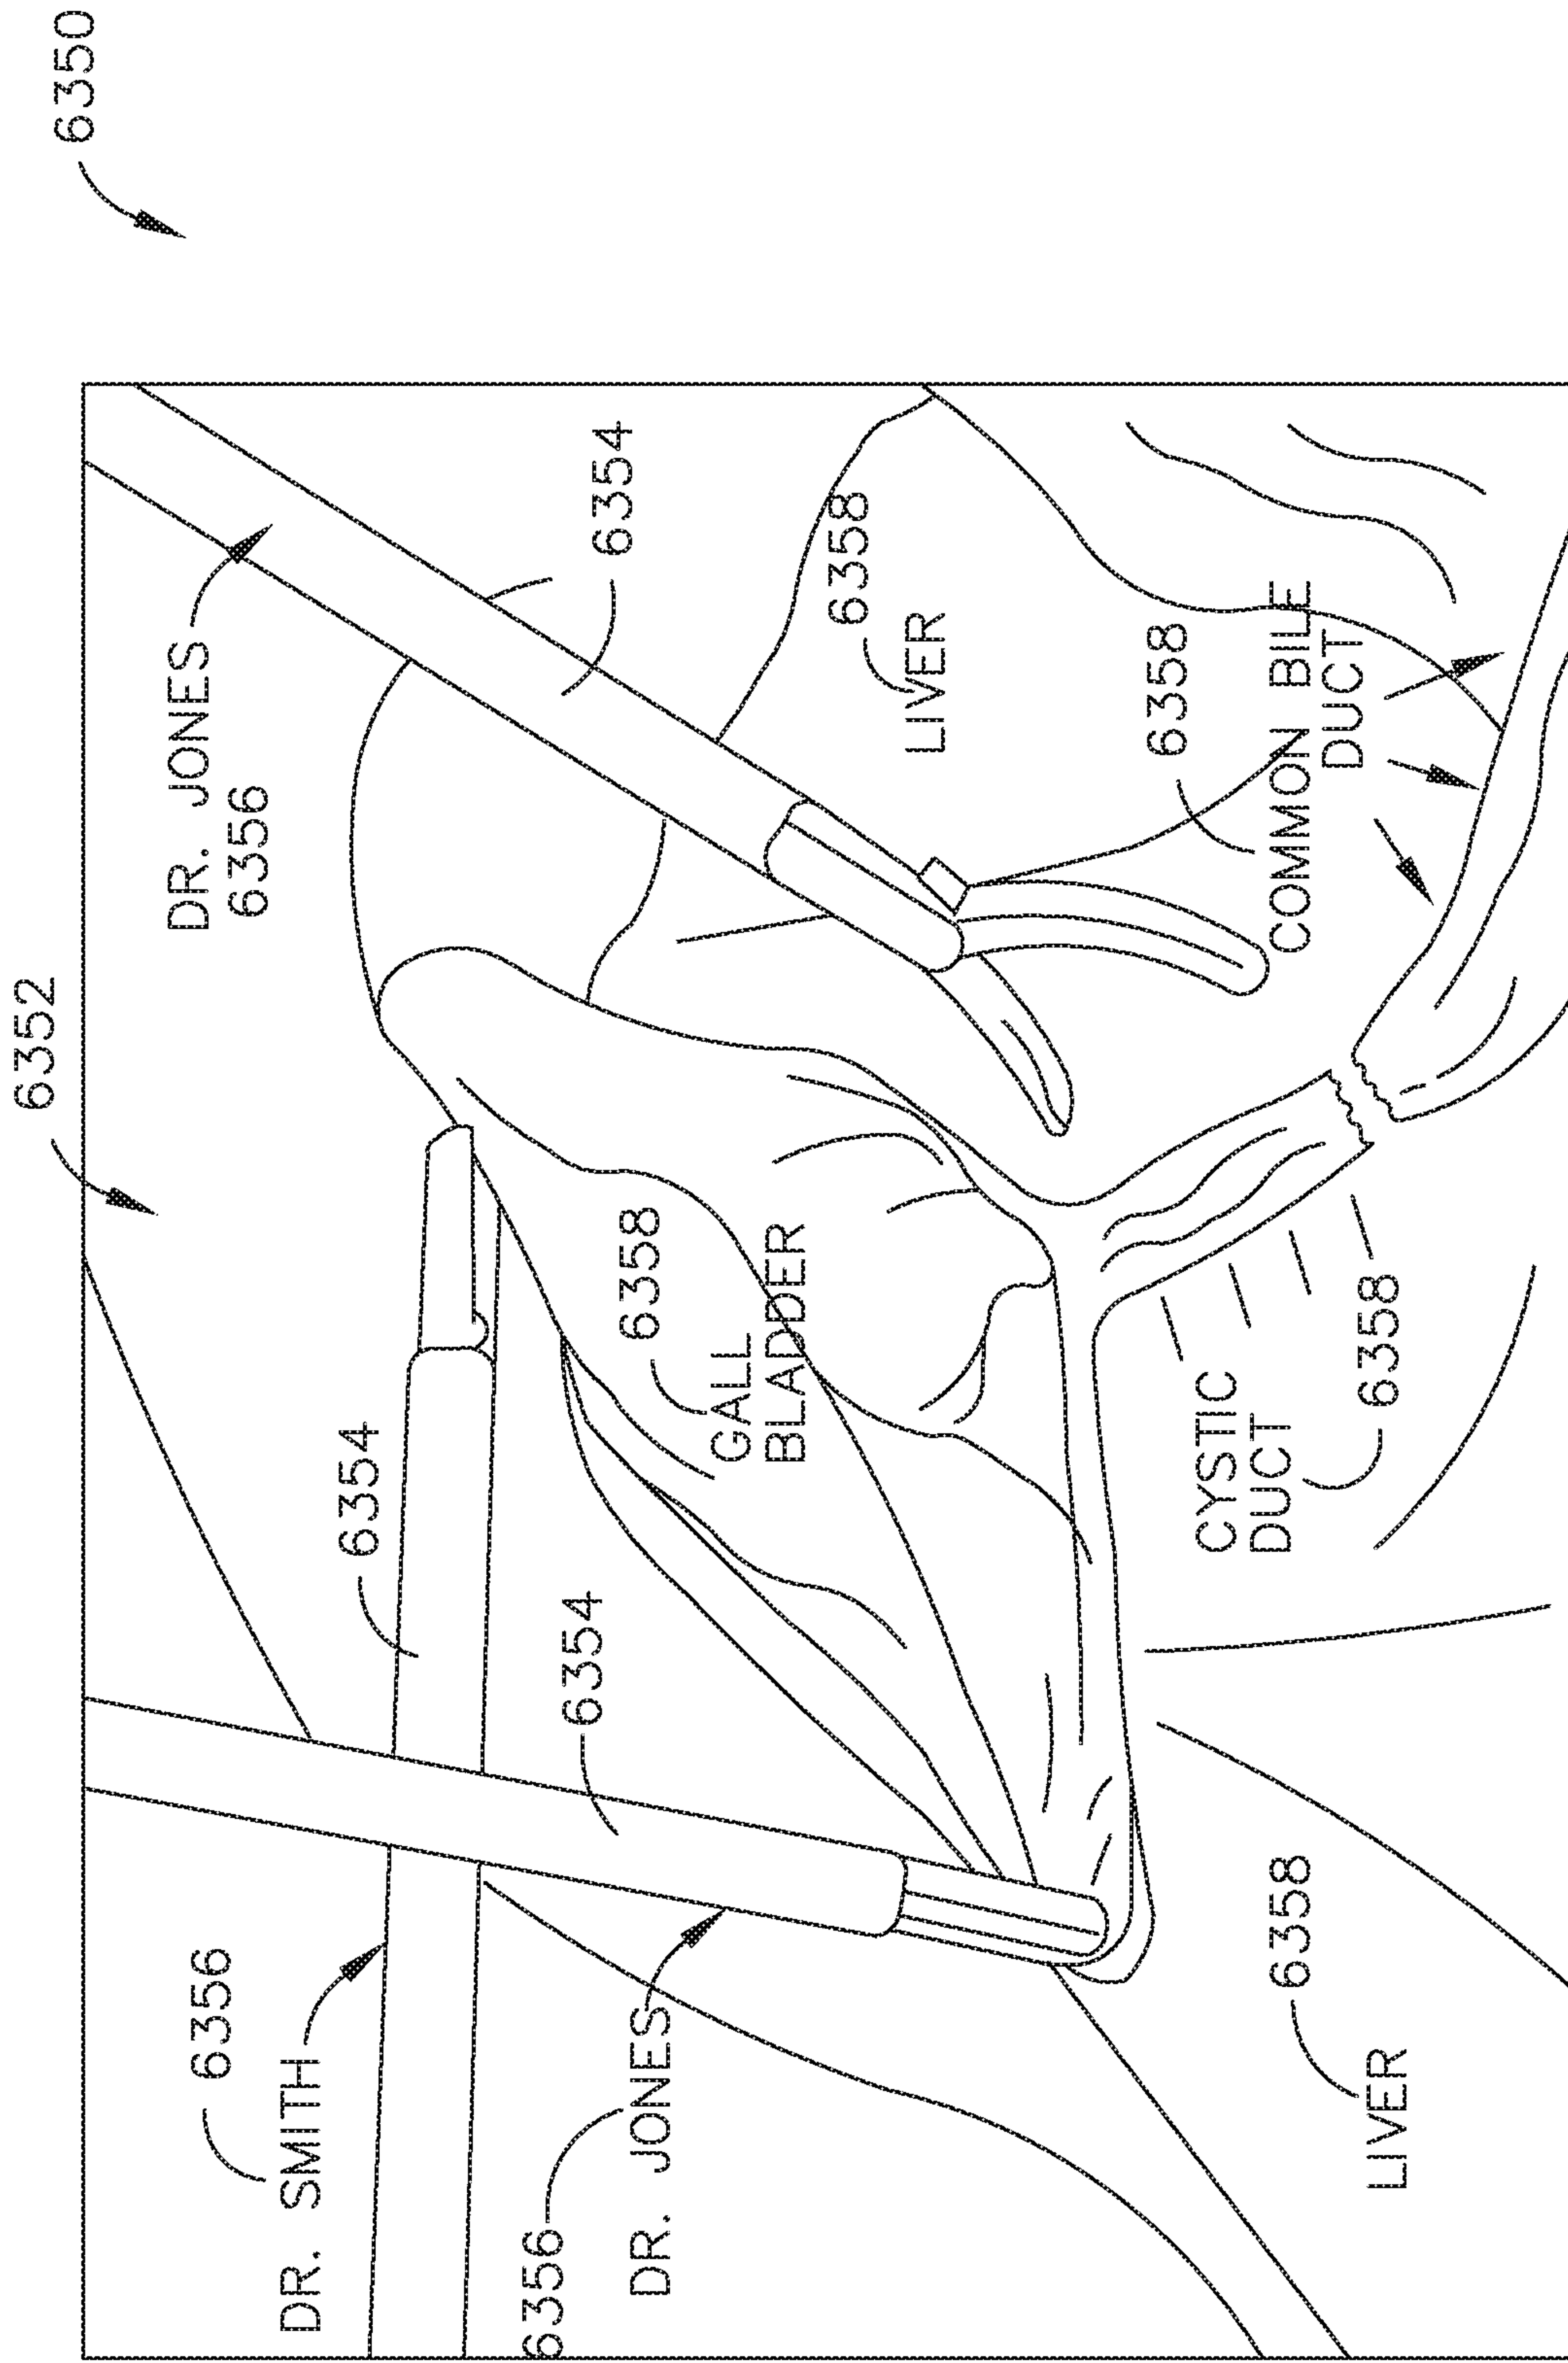 6350
6352
DR. JONES
6356
6356
DR. SMITH
6354
6354
6354
6356
DR. JONES
6358
GALL
BLADDER
6358
LIVER
6358
COMMON BILE
DUCT
CYSTIC
DUCT
6358
6358
LIVER